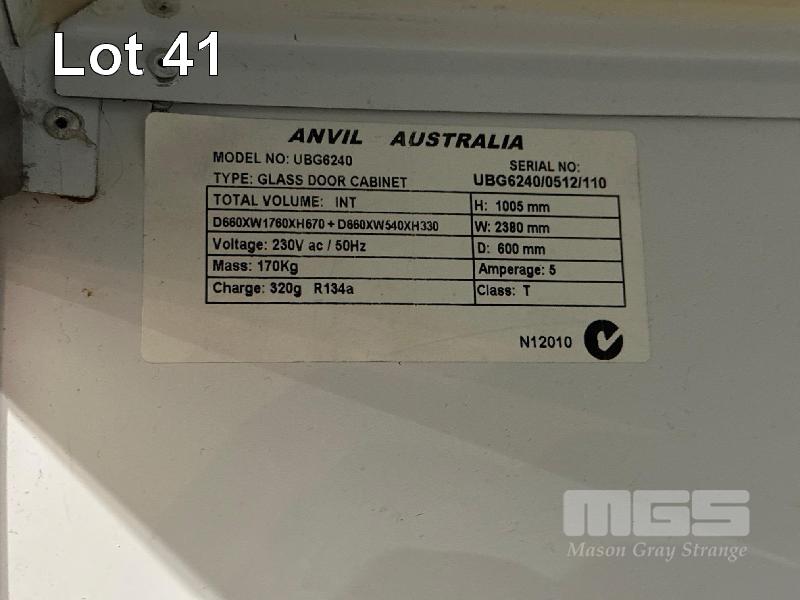 Lot 41
ANVIL AUSTRALIA
MODEL NO: UBG6240
SERIAL NO:
TYPE: GLASS DOOR CABINET
UBG6240/0512/110
TOTAL VOLUME: INT
H: 1005 mm
D660XW1760XH670 + D660XW540XH330
W: 2380 mm
Voltage: 230V ac / 50Hz
D: 600 mm
Mass: 170Kg
Amperage: 5
Charge: 320g R134a
Class: T
N12010
MGS
Mason Gray Strange